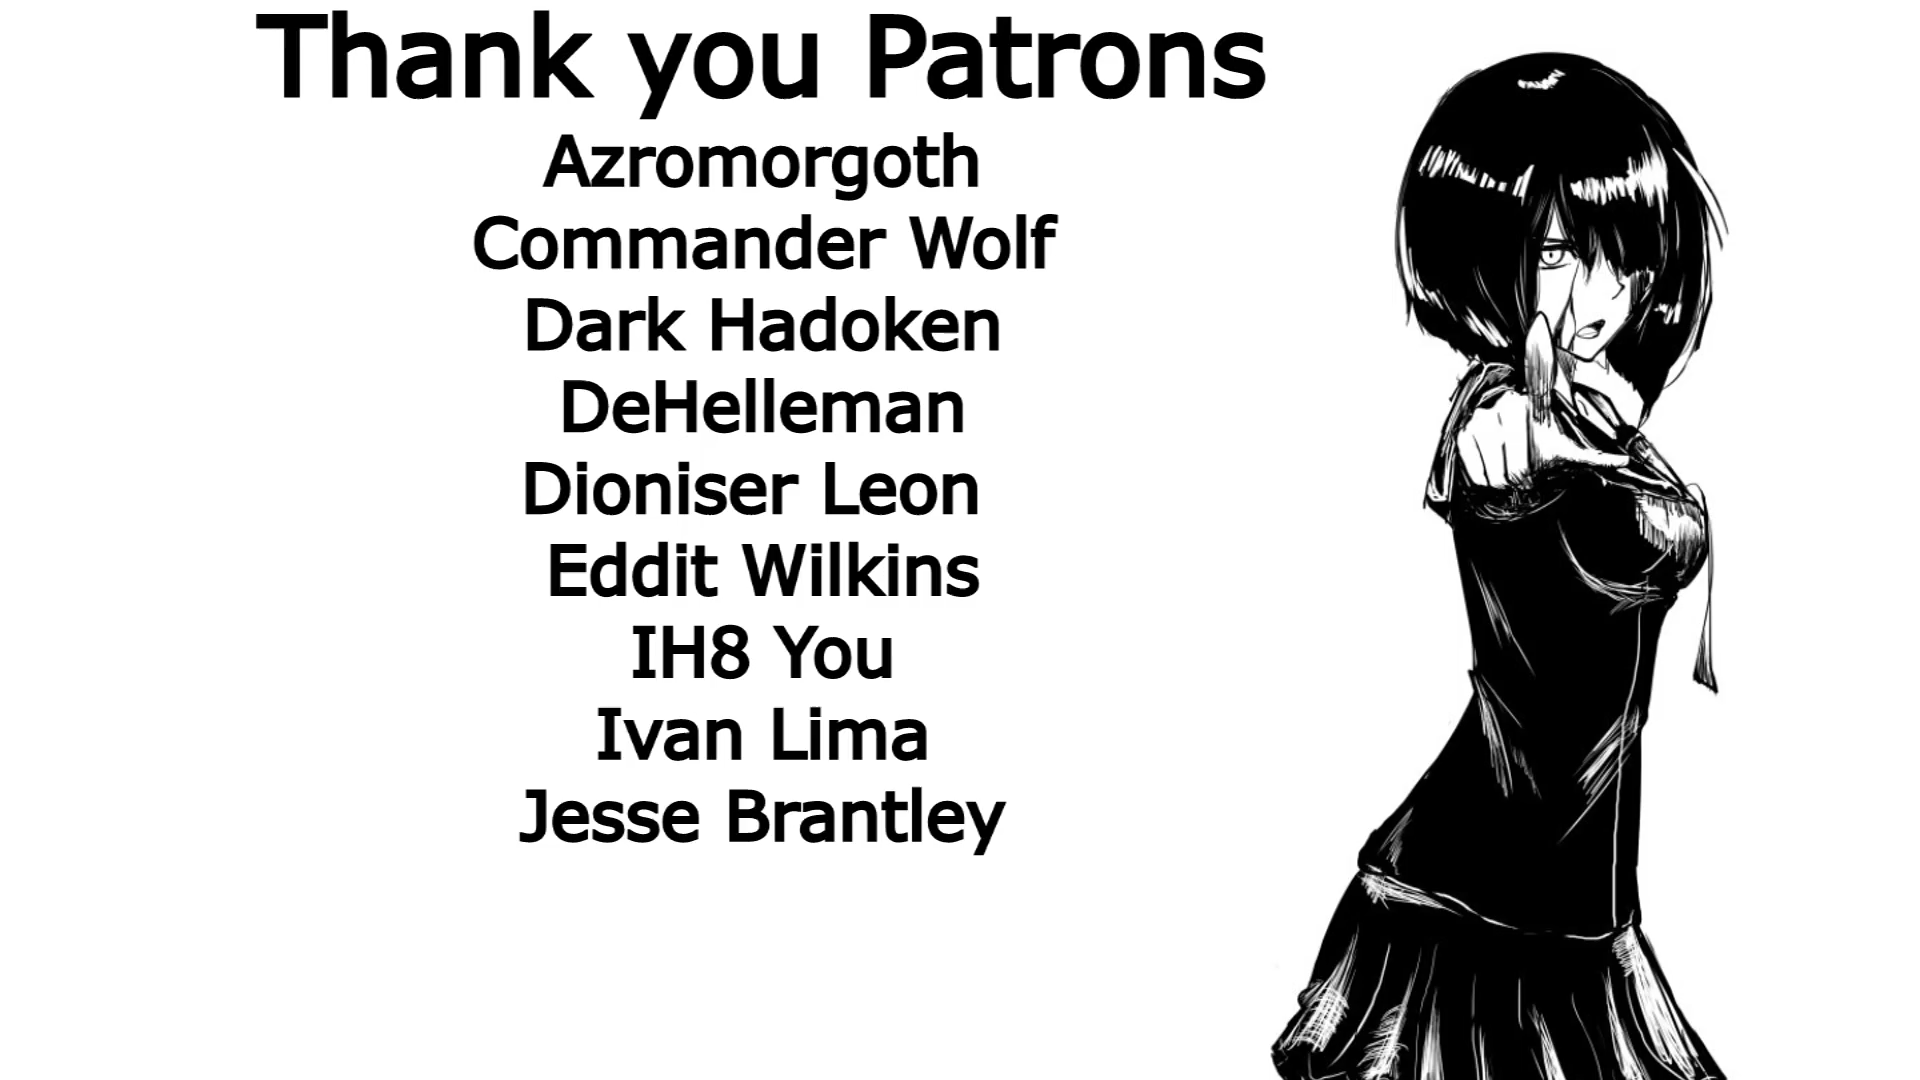 Thank you Patrons
Azromorgoth
Commander Wolf
Dark Hadoken
DeHelleman
Dioniser Leon
Eddit Wilkins
IH8 You
Ivan Lima
Jesse Brantley